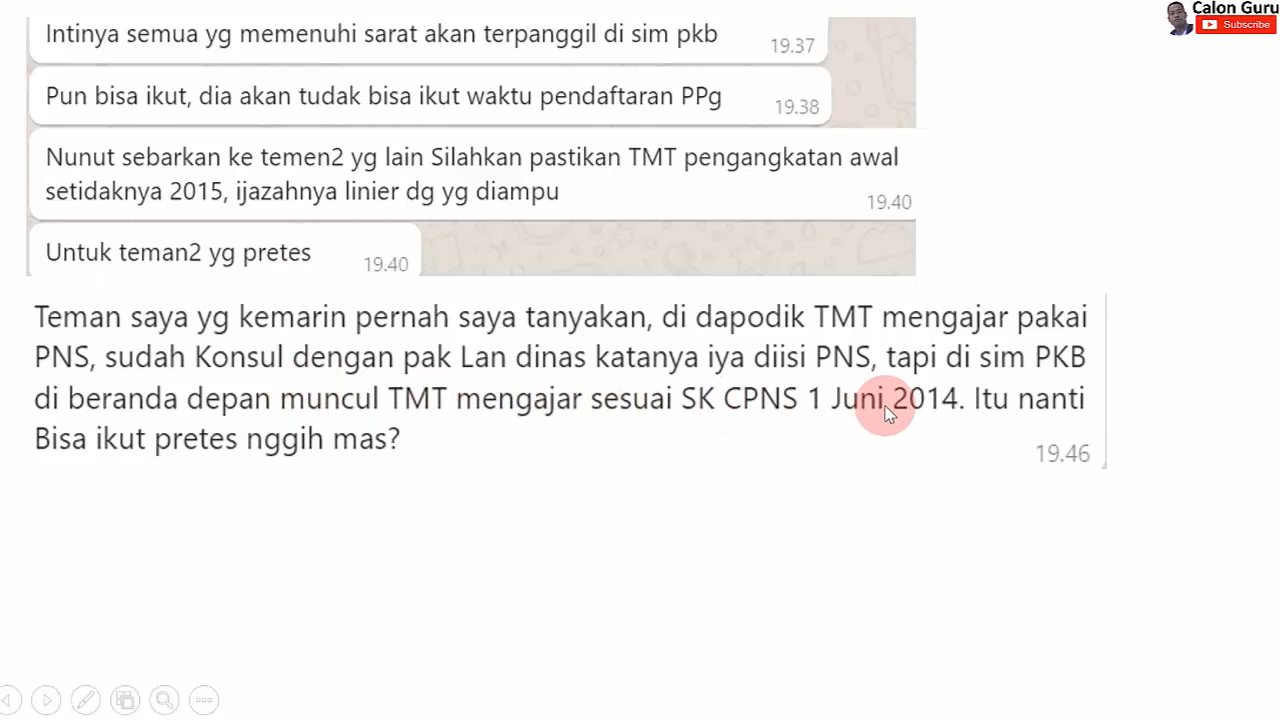 Calon Guru
Subscribe
Intinya semua yg memenuhi sarat akan terpanggil di sim pkb
19.37
Pun bisa ikut, dia akan tudak bisa ikut waktu pendaftaran PPg
19.38
Nunut sebarkan ke temen2 yg lain Silahkan pastikan TMT pengangkatan awal
setidaknya 2015, ijazahnya linier dg yg diampu
19.40
Untuk teman2 yg pretes
19.40
Teman saya yg kemarin pernah saya tanyakan, di dapodik TMT mengajar pakai
PNS, sudah Konsul dengan pak Lan dinas katanya iya diisi PNS, tapi di sim PKB
di beranda depan muncul TMT mengajar sesuai SK CPNS 1 Juni 2014. Itu nanti
Bisa ikut pretes nggih mas?
19.46